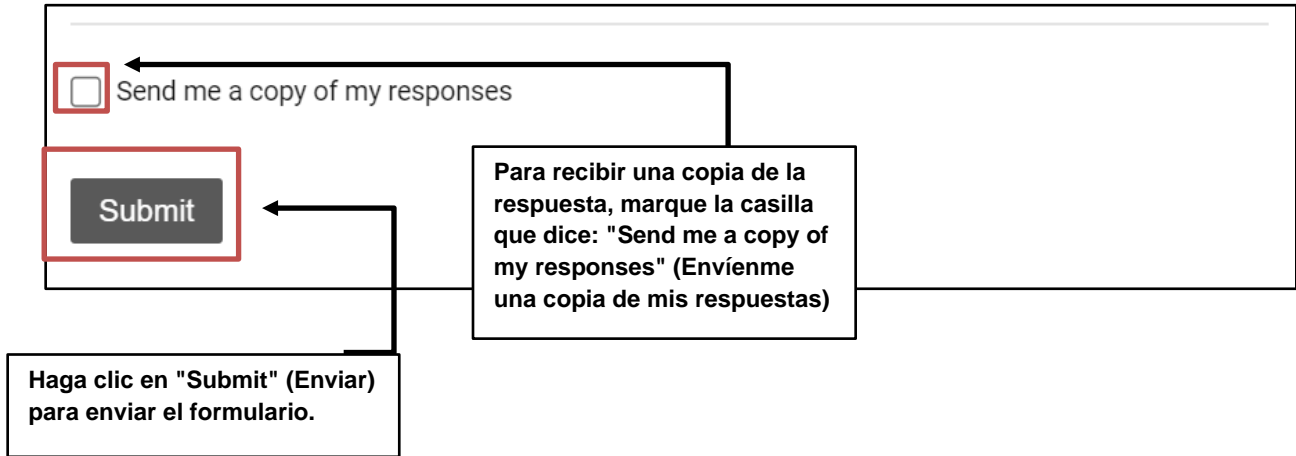 Send me a copy of my responses
Submit
Para recibir una copia de la
respuesta, marque la casilla
que dice: "Send me a copy of
my responses" (Envíenme
una copia de mis respuestas)
Haga clic en "Submit" (Enviar)
para enviar el formulario.